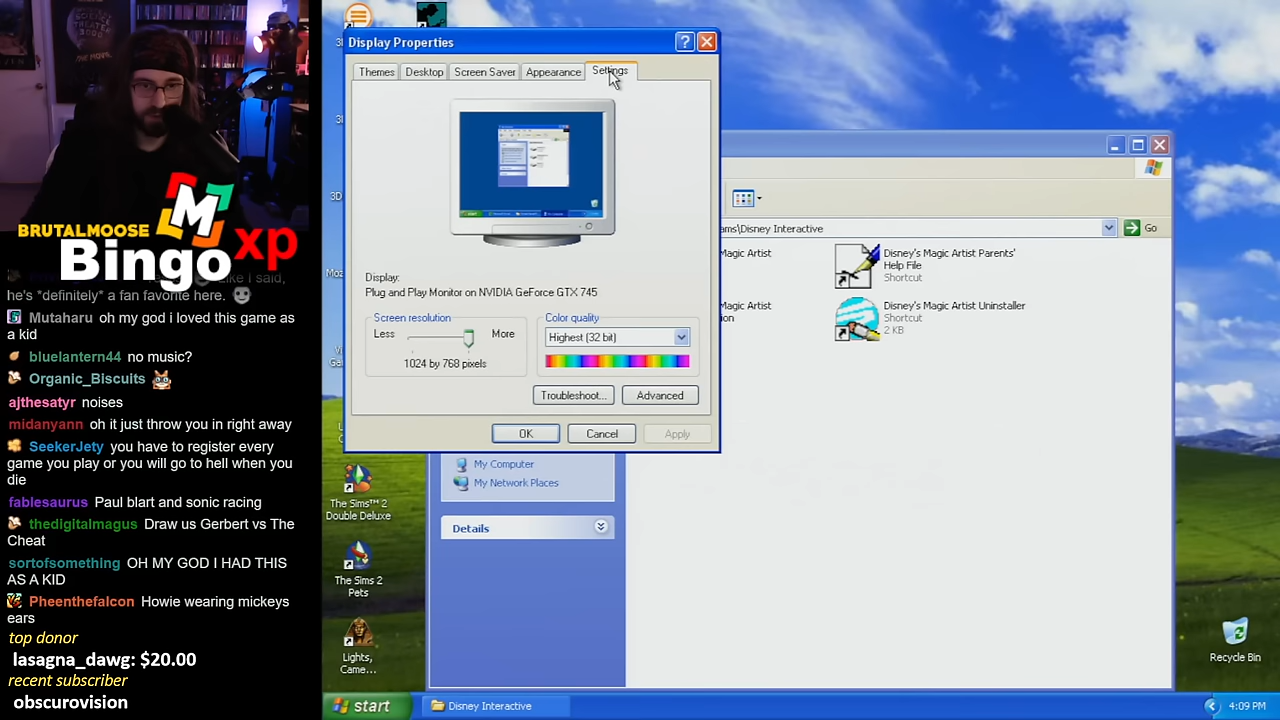 Display Properties
Themes
Desktop
Screen Saver
Appearance
Settings
Display:
Plug and Play Monitor on NVIDIA GeForce GTX 745
Screen resolution
Less
More
1024 by 768 pixels
Color quality
Highest (32 bit)
Troubleshoot...
Advanced
OK
Cancel
Apply
BRUTALMOOSE
M
Bingo xp
like I said,
he's *definitely* a fan favorite here.
Mutaharu oh my god i loved this game as
a kid
bluelantern44 no music?
Organic_Biscuits
ajthesatyr noises
midanyann oh it just throw you in right away
SeekerJety you have to register every
game you play or you will go to hell when you
die
fablesaurus Paul blart and sonic racing
thedigitalmagus Draw us Gerbert vs The
Cheat
sortofsomething OH MY GOD I HAD THIS
AS A KID
Pheenthefalcon Howie wearing mickeys
ears
top donor
lasagna_dawg: $20.00
recent subscriber
obscurovision
ams\Disney Interactive
Go
Magic Artist
Disney's Magic Artist Parents'
Help File
Shortcut
Magic Artist
ion
Disney's Magic Artist Uninstaller
Shortcut
2 KB
My Computer
My Network Places
Details
The Sims™ 2
Double Deluxe
The Sims 2
Pets
Lights,
Came...
Recycle Bin
start
Disney Interactive
4:09 PM